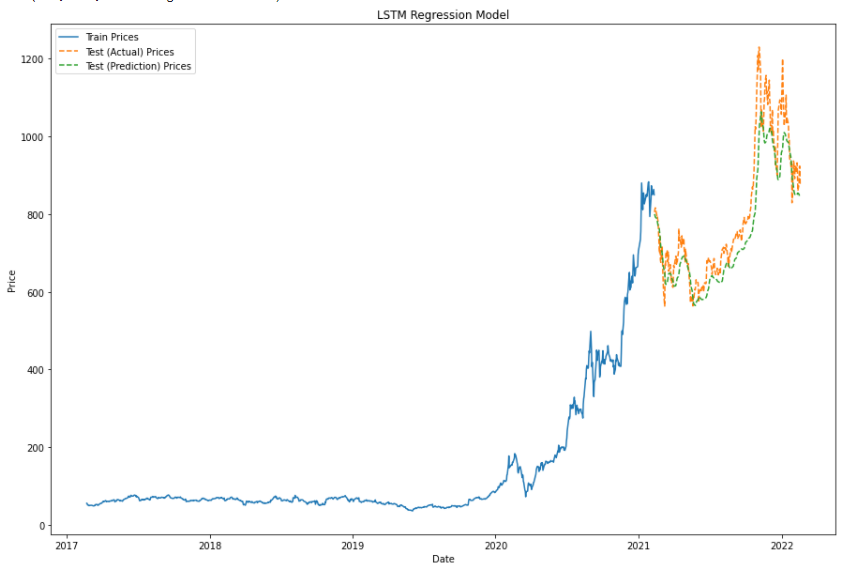 LSTM Regression Model
Train Prices
Test (Actual) Prices
Test (Prediction) Prices
1200
1000
800
600
400
200
0
Price
2017 2018 2019 2020 2021 2022
Date